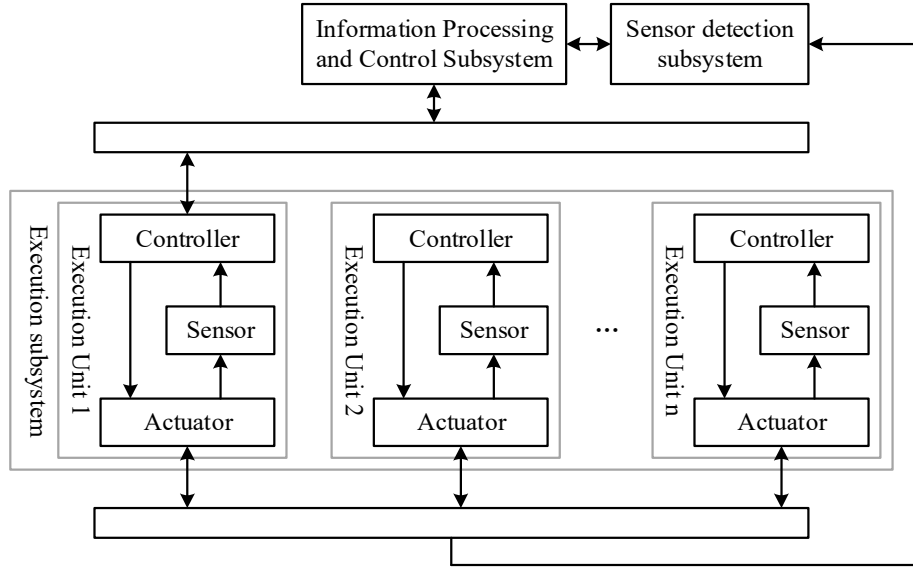 Information Processing
and Control Subsystem
Sensor detection
subsystem
Execution subsystem
Execution Unit 1
Controller
Sensor
Actuator
Execution Unit 2
Controller
Sensor
Actuator
...
Execution Unit n
Controller
Sensor
Actuator